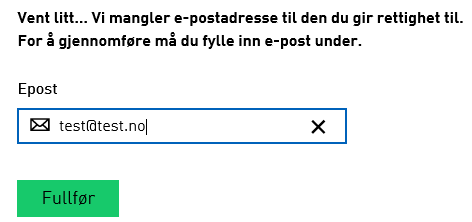 Vent litt... Vi mangler e-postadresse til den du gir rettighet til.
For å gjennomføre må du fylle inn e-post under.
Epost
test@test.no
Fullfør